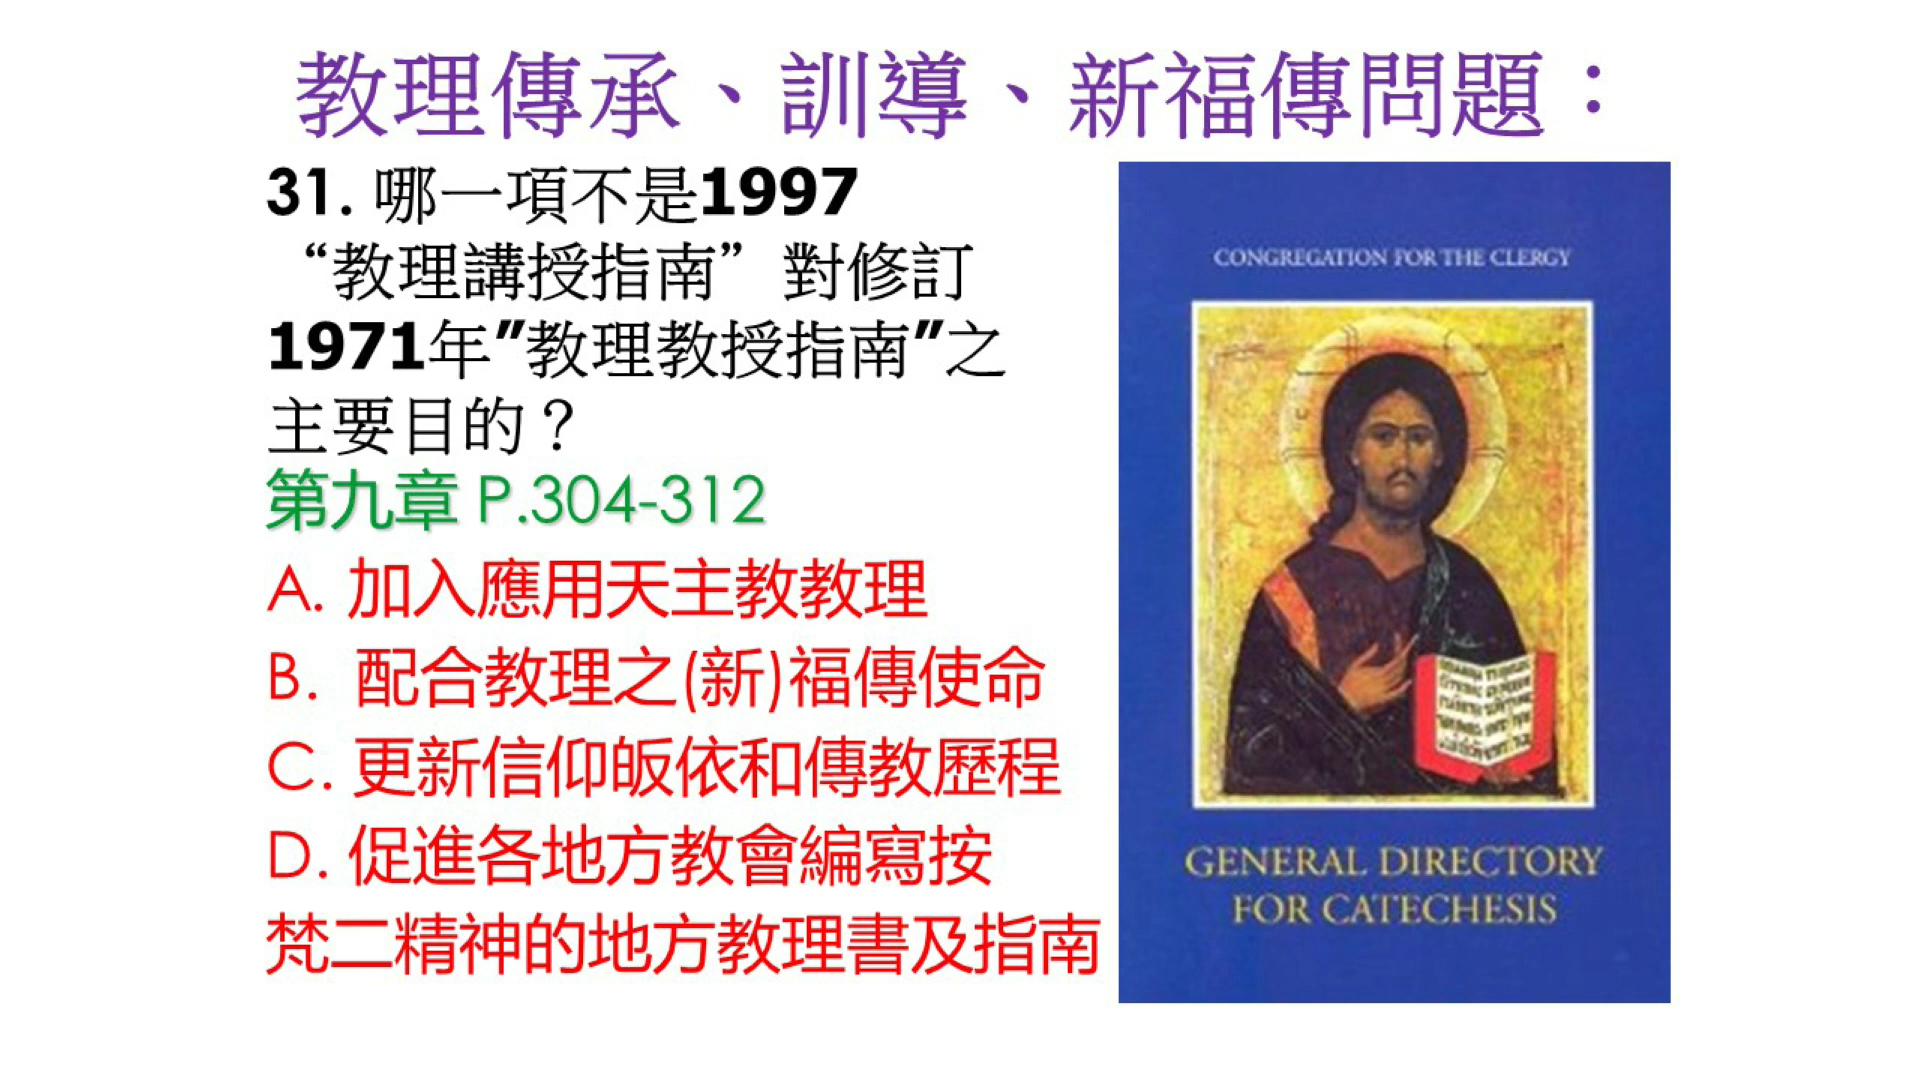 教理傳承、訓導、新福傳問題：
31. 哪一項不是1997
“教理講授指南”對修訂
1971年"教理教授指南"之
主要目的？
第九章 P.304-312
A. 加入應用天主教教理
B. 配合教理之(新)福傳使命
C. 更新信仰皈依和傳教歷程
D. 促進各地方教會編寫按
梵二精神的地方教理書及指南
CONGREGATION FOR THE CLERGY
GENERAL DIRECTORY
FOR CATECHESIS